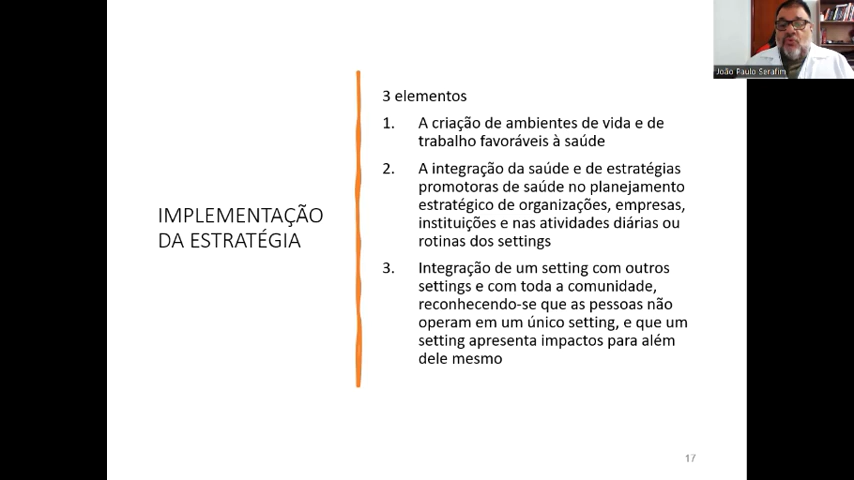 João Paulo Serafim
3 elementos
1. A criação de ambientes de vida e de
trabalho favoráveis à saúde
2. A integração da saúde e de estratégias
promotoras de saúde no planejamento
estratégico de organizações, empresas,
instituições e nas atividades diárias ou
rotinas dos settings
IMPLEMENTAÇÃO
DA ESTRATÉGIA
3. Integração de um setting com outros
settings e com toda a comunidade,
reconhecendo-se que as pessoas não
operam em um único setting, e que um
setting apresenta impactos para além
dele mesmo
17